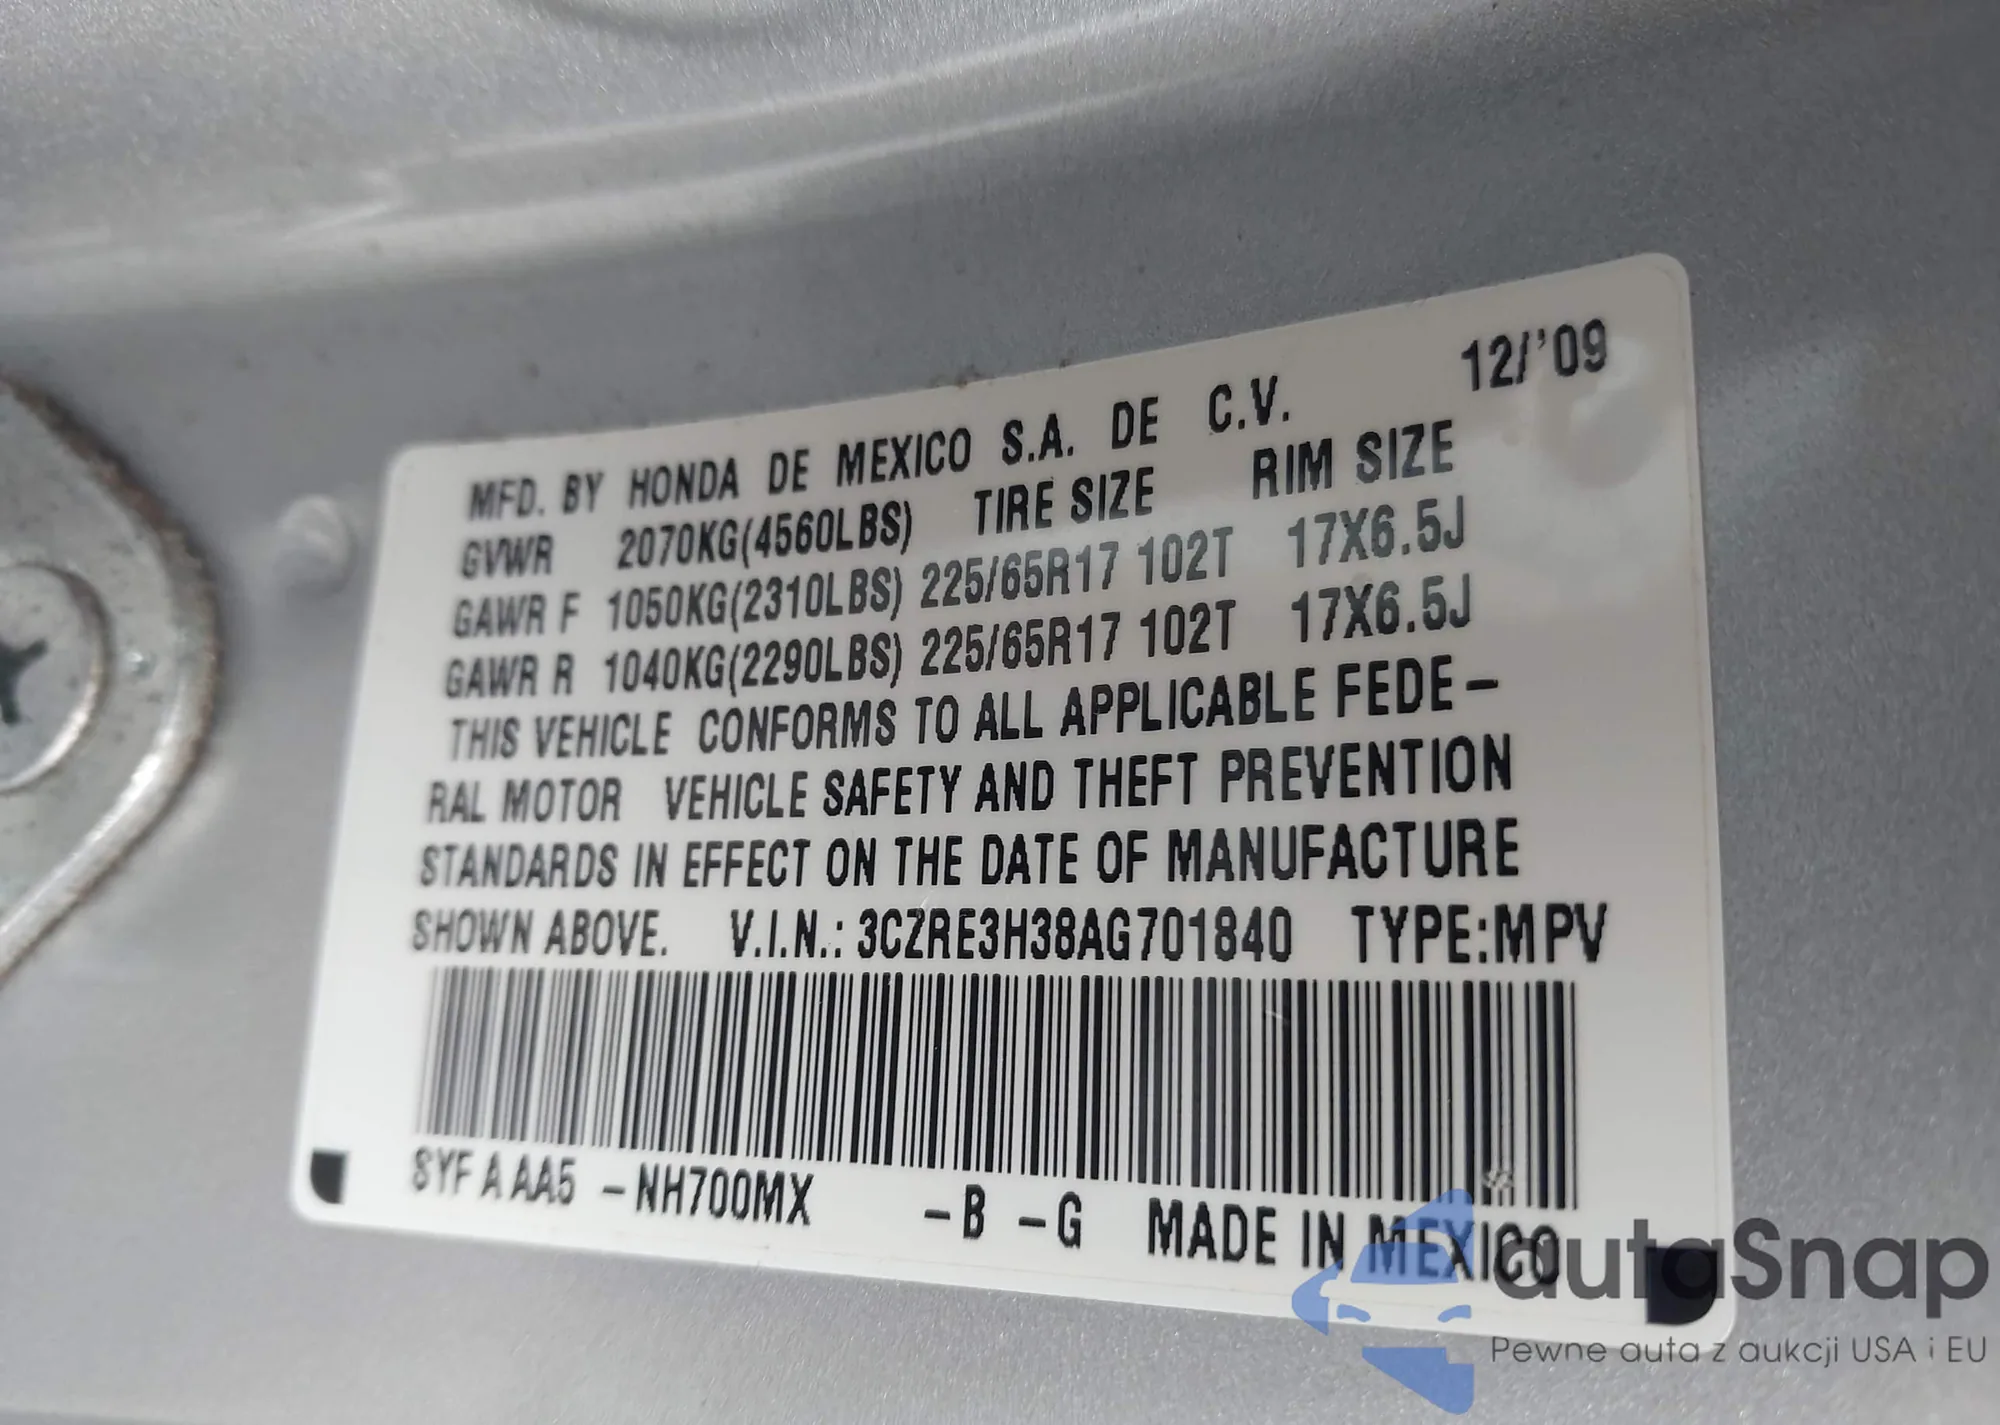 12/'09
MFD. BY HONDA DE MEXICO S.A. DE C.V.
GVWR 2070KG(4560LBS) TIRE SIZE RIM SIZE
GAWR F 1050KG(2310LBS) 225/65R17 102T 17X6.5J
GAWR R 1040KG(2290LBS) 225/65R17 102T 17X6.5J
THIS VEHICLE CONFORMS TO ALL APPLICABLE FEDE-
RAL MOTOR VEHICLE SAFETY AND THEFT PREVENTION
STANDARDS IN EFFECT ON THE DATE OF MANUFACTURE
SHOWN ABOVE. V.I.N.: 3CZRE3H38AG701840 TYPE:MPV
SYF A AA5 -NH700MX -B -G MADE IN MEXICO
autaSnap
Pewne auta z aukcji USA i EU